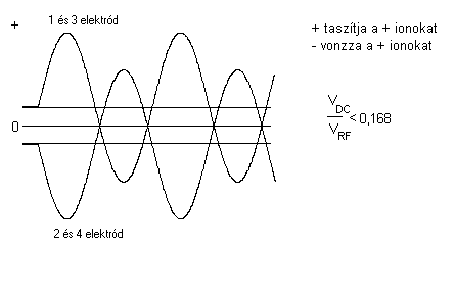 1 és 3 elektród
+
0
2 és 4 elektród
+ taszítja a + ionokat
- vonzza a + ionokat
V_DC
V_RF <0,168